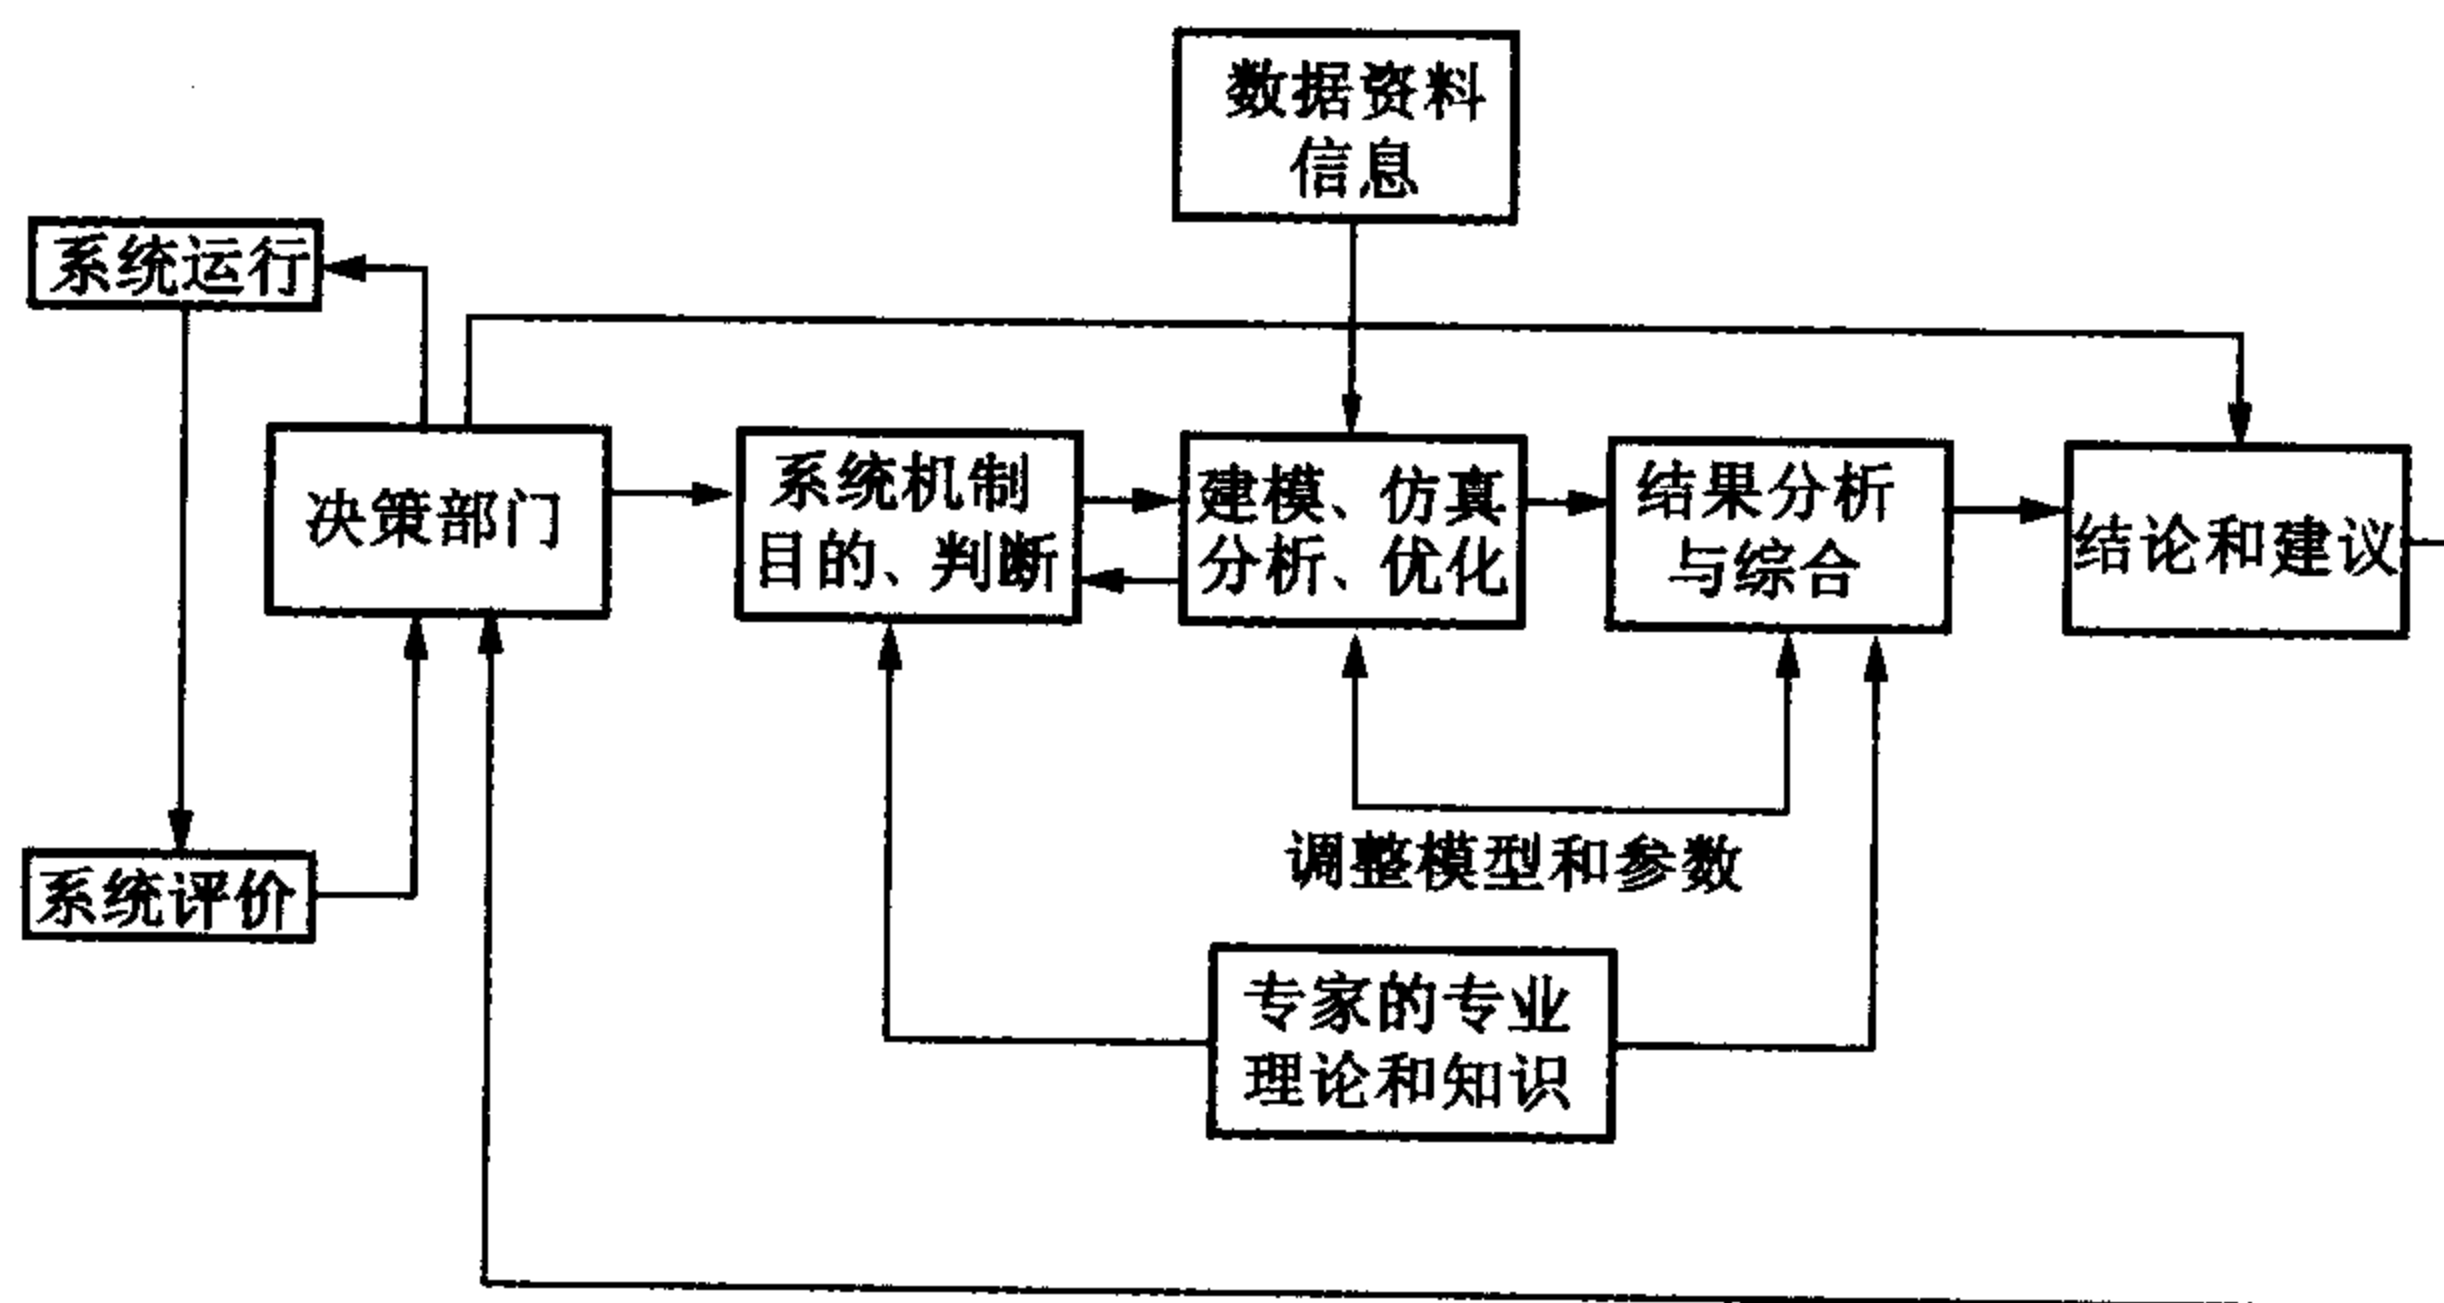 数据资料
信息
系统运行
决策部门
系统机制
目的、判断
建模、仿真
分析、优化
结果分析
与综合
结论和建议
调整模型和参数
系统评价
专家的专业
理论和知识